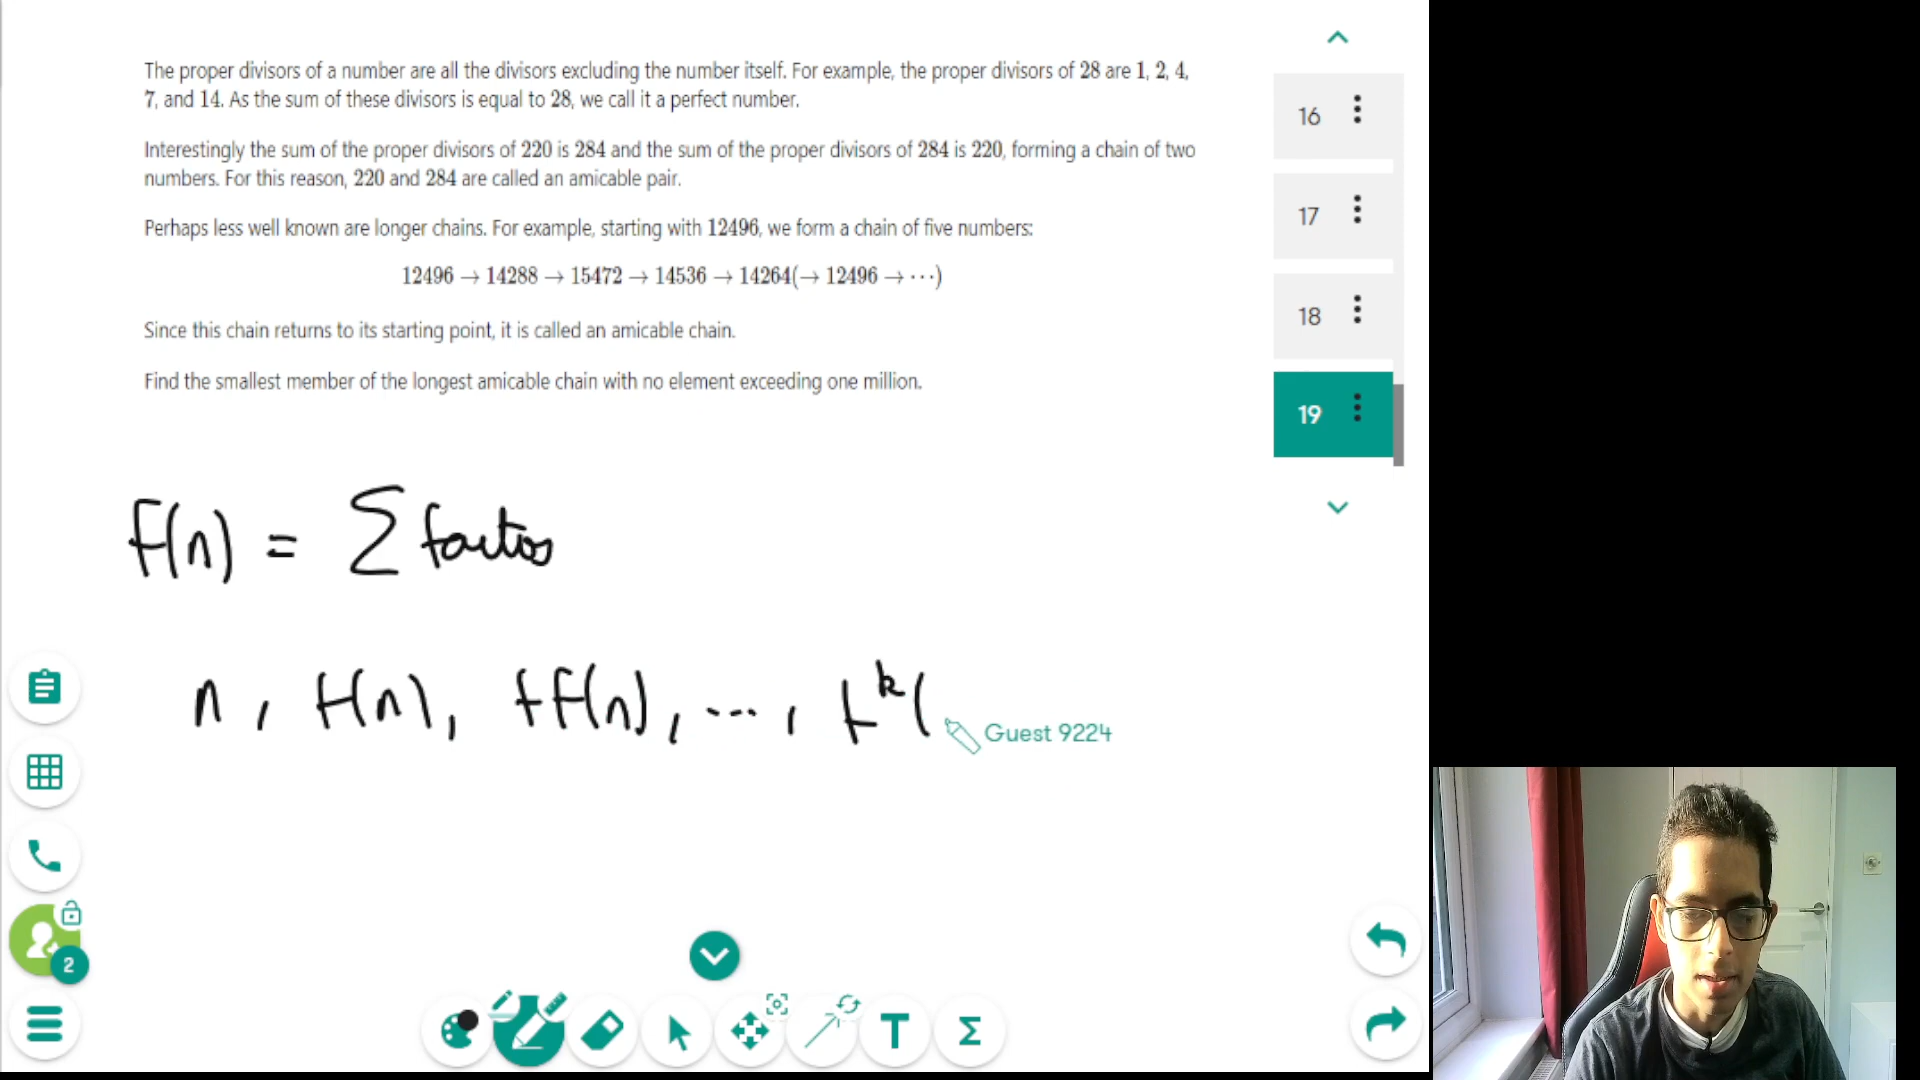 The proper divisors of a number are all the divisors excluding the number itself. For example, the proper divisors of 28 are 1, 2, 4,
7, and 14. As the sum of these divisors is equal to 28, we call it a perfect number.
Interestingly the sum of the proper divisors of 220 is 284 and the sum of the proper divisors of 284 is 220, forming a chain of two
numbers. For this reason, 220 and 284 are called an amicable pair.
Perhaps less well known are longer chains. For example, starting with 12496, we form a chain of five numbers:
12496 → 14288 → 15472 → 14536 → 14264(→ 12496 → ⋯)
Since this chain returns to its starting point, it is called an amicable chain.
Find the smallest member of the longest amicable chain with no element exceeding one million.
16
17
18
19
F(n) = Σ factors
n, f(n), ff(n), ..., f^k(
Guest 9224
2
T
Σ